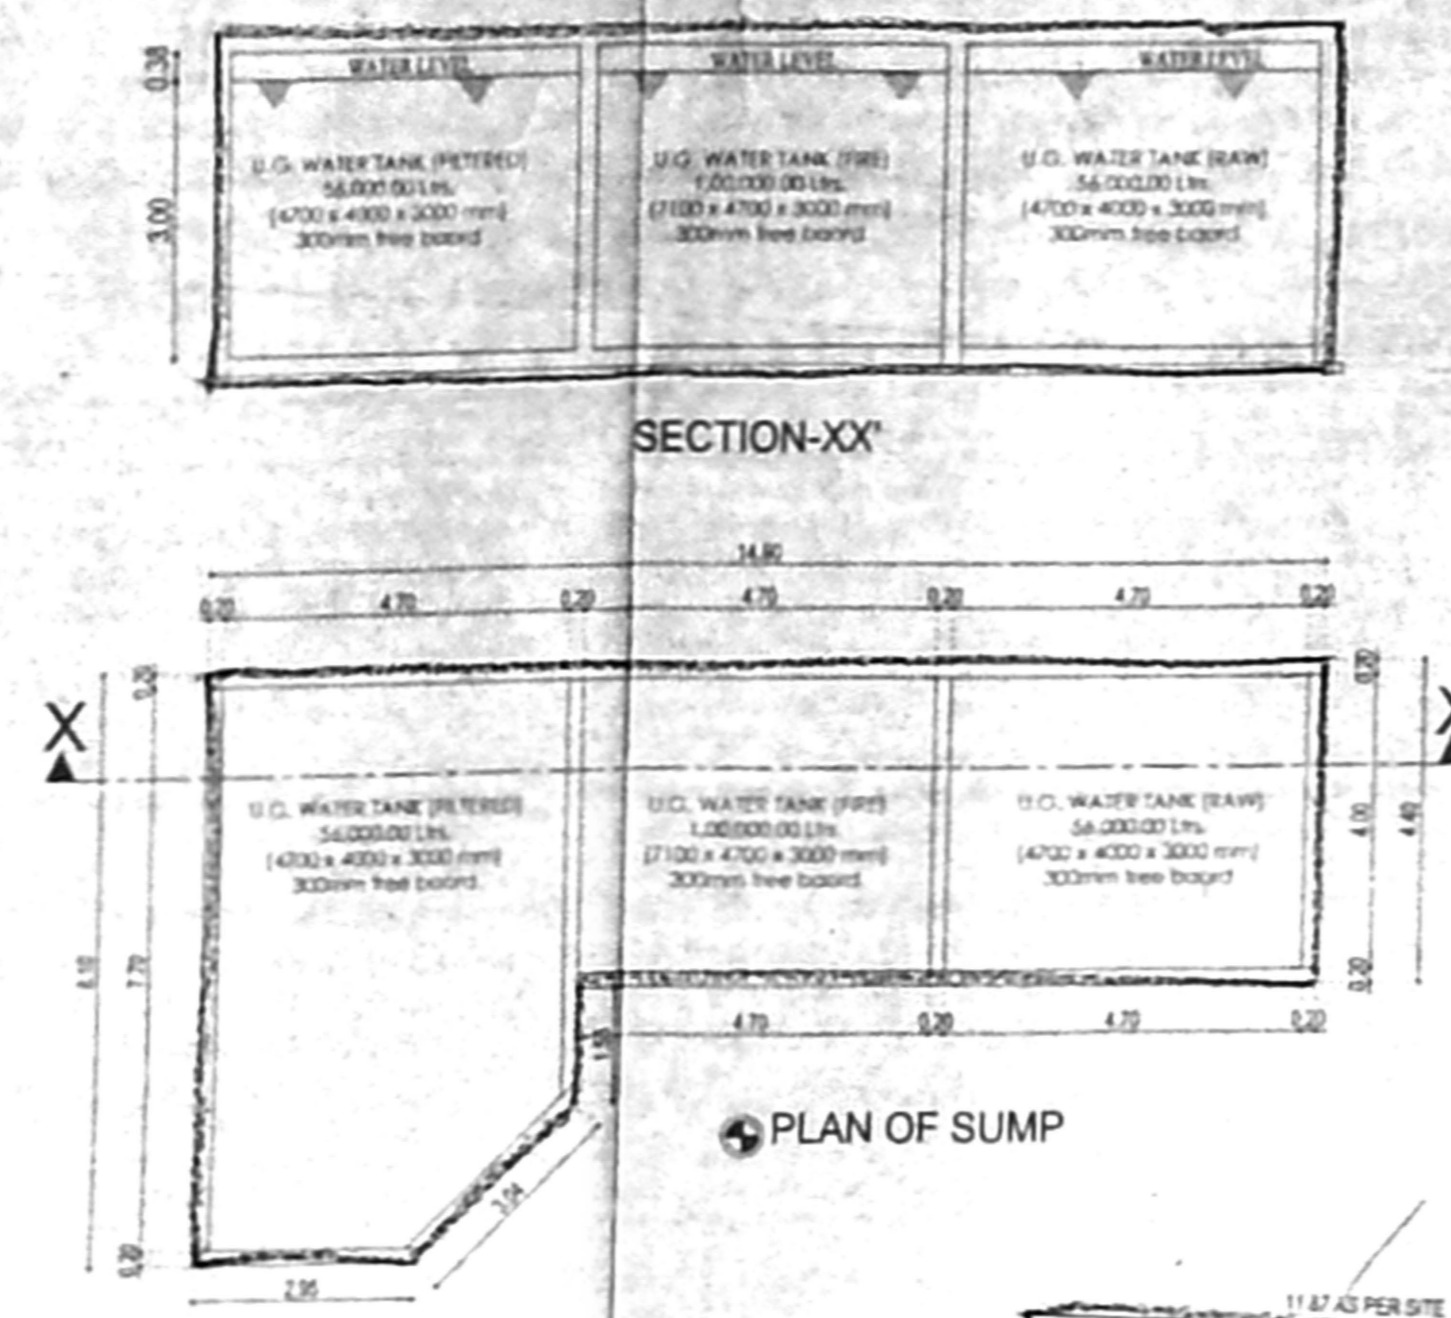 WATER LEVEL
WATER LEVEL
WATER LEVEL
0.38
3.00
U.G. WATER TANK (FILTERED)
56,000.00 Ltrs.
(4700 x 4000 x 3000 mm)
300mm free board
U.G. WATER TANK (FIRE)
1,00,000.00 Ltrs.
(7100 x 4700 x 3000 mm)
300mm free board
U.G. WATER TANK (RAW)
56,000.00 Ltrs.
(4700 x 4000 x 3000 mm)
300mm free board
SECTION-XX'
0.20
4.70
0.20
4.70
0.20
4.70
0.20
X
0.20
0.20
U.G. WATER TANK (FILTERED)
56,000.00 Ltrs.
(4700 x 4000 x 3000 mm)
300mm free board
U.G. WATER TANK (FIRE)
1,00,000.00 Ltrs.
(7100 x 4700 x 3000 mm)
300mm free board
U.G. WATER TANK (RAW)
56,000.00 Ltrs.
(4700 x 4000 x 3000 mm)
300mm free board
4.00
4.40
7.70
0.20
4.70
0.20
4.70
0.20
PLAN OF SUMP
3.04
0.20
2.95
11.87 AS PER SITE